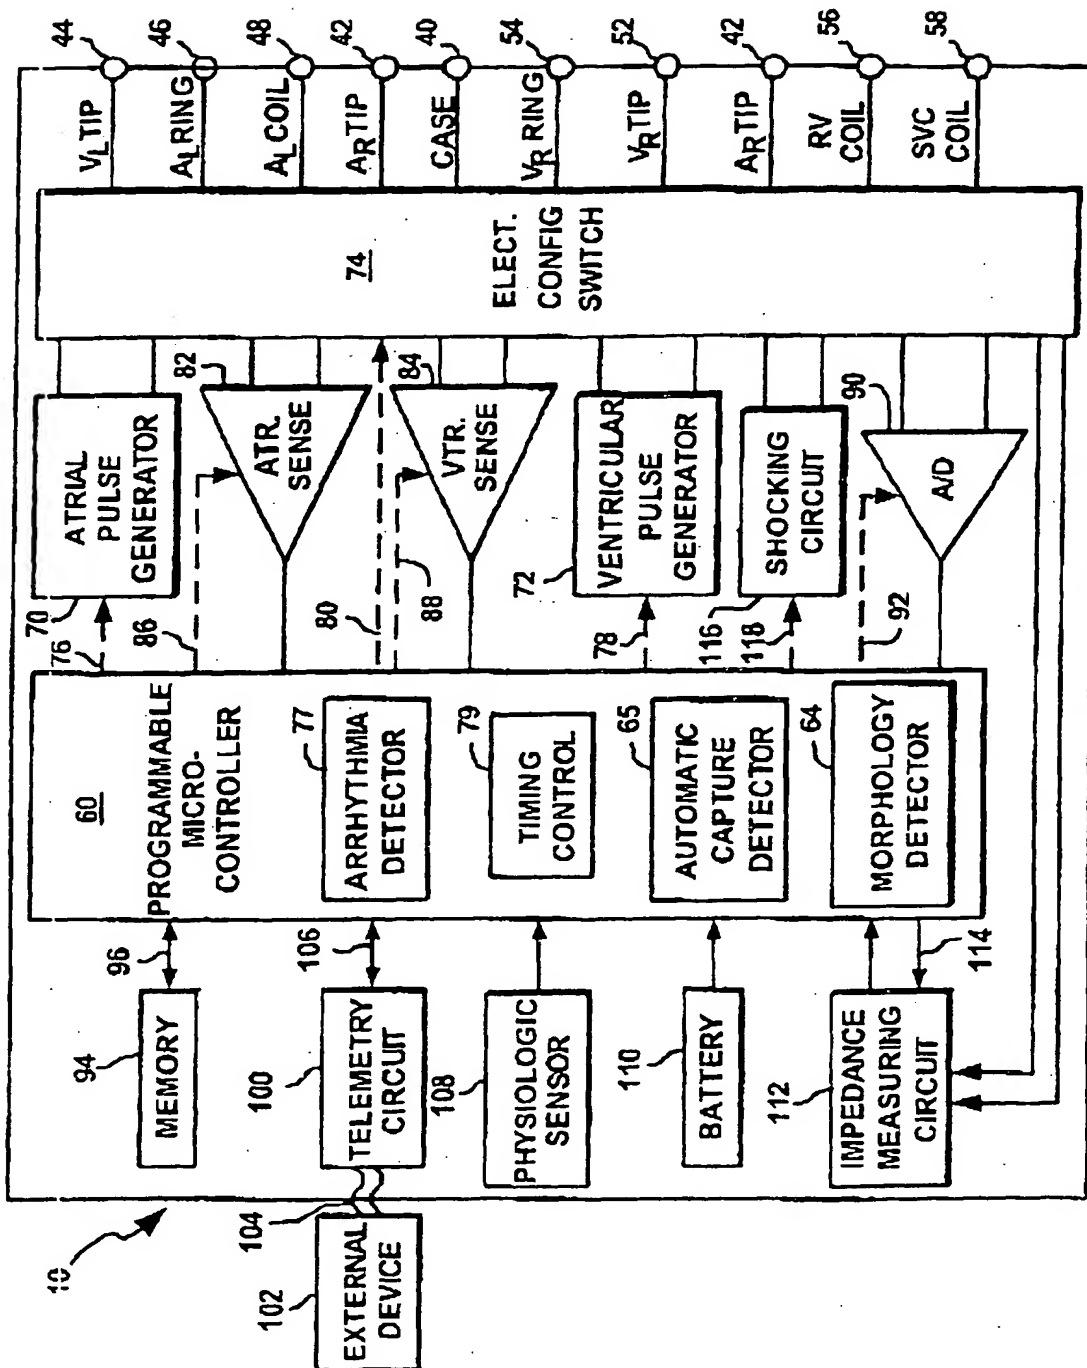 10
102
EXTERNAL
DEVICE
104
94
MEMORY
96
100
TELEMETRY
CIRCUIT
106
108
PHYSIOLOGIC
SENSOR
110
BATTERY
112
IMPEDANCE
MEASURING
CIRCUIT
114
60
PROGRAMMABLE
MICRO-
CONTROLLER
77
ARRHYTHMIA
DETECTOR
79
TIMING
CONTROL
65
AUTOMATIC
CAPTURE
DETECTOR
64
MORPHOLOGY
DETECTOR
76
70
ATRIAL
PULSE
GENERATOR
86
82
ATR.
SENSE
80
88
84
VTR.
SENSE
78
72
VENTRICULAR
PULSE
GENERATOR
116
118
SHOCKING
CIRCUIT
92
90
A/D
74
ELECT.
CONFIG
SWITCH
VL TIP
44
AL RING
46
AL COIL
48
AR TIP
42
CASE
40
VR RING
54
VR TIP
52
AR TIP
42
RV
COIL
56
SVC
COIL
58